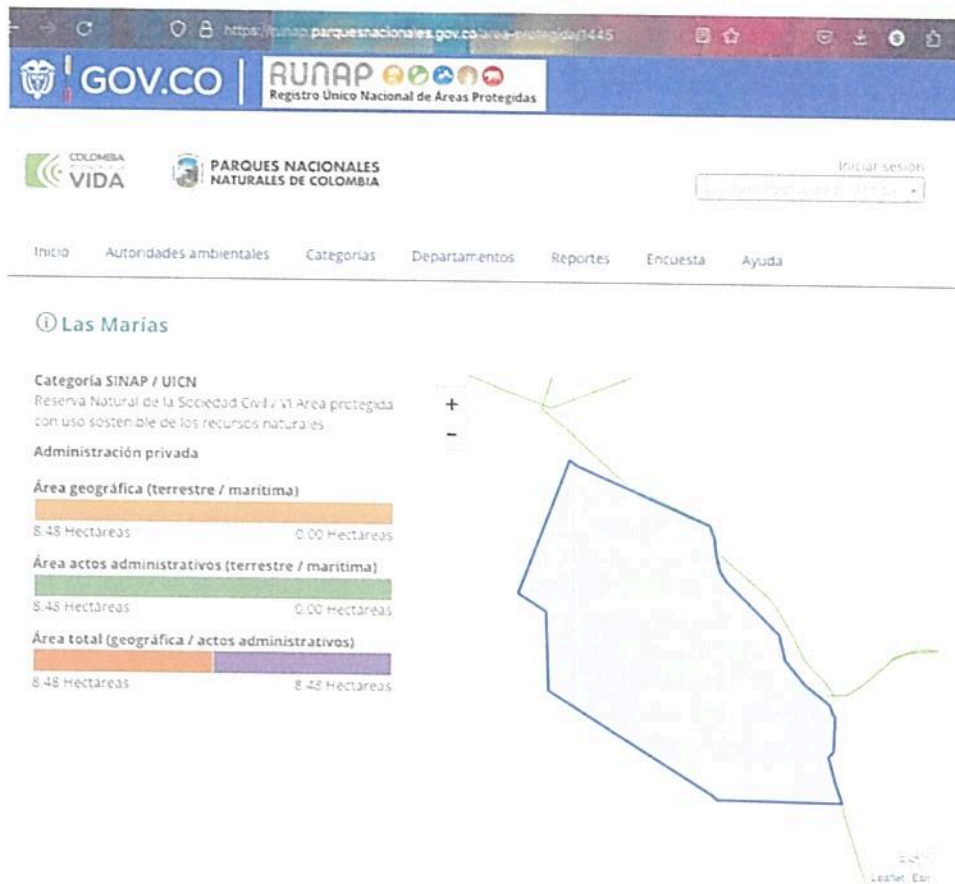 https://runap.parquesnacionales.gov.co/area-protegida/1445
GOV.CO
RUNAP
Registro Único Nacional de Áreas Protegidas
COLOMBIA
VIDA
PARQUES NACIONALES
NATURALES DE COLOMBIA
Iniciar sesión
Inicio Autoridades ambientales Categorías Departamentos Reportes Encuesta Ayuda
Las Marías
Categoría SINAP / UICN
Reserva Natural de la Sociedad Civil / VI Área protegida
con uso sostenible de los recursos naturales
Administración privada
Área geográfica (terrestre / marítima)
8.48 Hectáreas 0.00 Hectáreas
Área actos administrativos (terrestre / marítima)
8.48 Hectáreas 0.00 Hectáreas
Área total (geográfica / actos administrativos)
8.48 Hectáreas 8.48 Hectáreas
+
-
Leaflet Esri